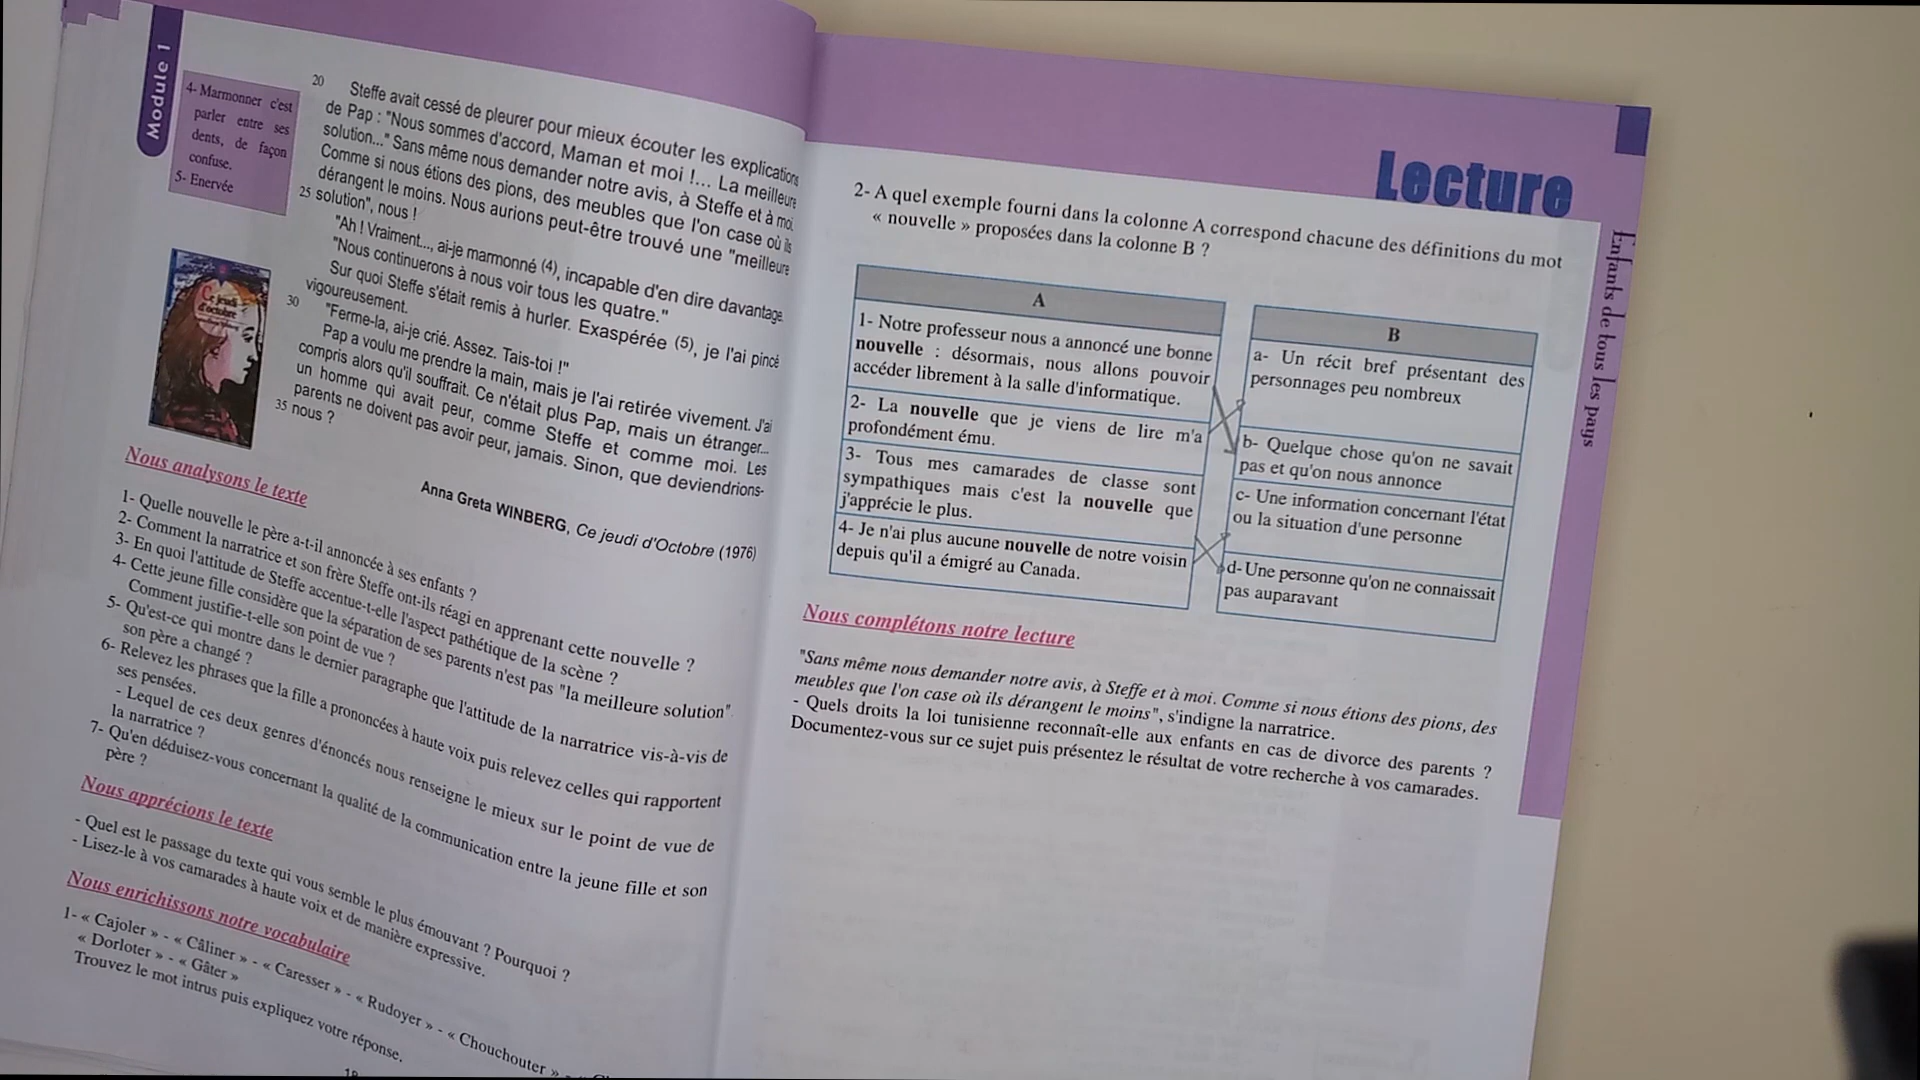 Module 1
4- Marmonner c'est
parler entre ses
dents, de façon
confuse.
5- Enervée
20
Steffe avait cessé de pleurer pour mieux écouter les explications
de Pap : "Nous sommes d'accord, Maman et moi !... La meilleure
solution..." Sans même nous demander notre avis, à Steffe et à moi.
Comme si nous étions des pions, des meubles que l'on case où ils
dérangent le moins. Nous aurions peut-être trouvé une "meilleure
25 solution", nous !
"Ah ! Vraiment..., ai-je marmonné (4), incapable d'en dire davantage.
"Nous continuerons à nous voir tous les quatre."
Sur quoi Steffe s'était remis à hurler. Exaspérée (5), je l'ai pincé
vigoureusement.
30
"Ferme-la, ai-je crié. Assez. Tais-toi !"
Pap a voulu me prendre la main, mais je l'ai retirée vivement. J'ai
compris alors qu'il souffrait. Ce n'était plus Pap, mais un étranger...
un homme qui avait peur, comme Steffe et comme moi. Les
parents ne doivent pas avoir peur, jamais. Sinon, que deviendrions-
35 nous ?
Ce jeudi
d'octobre
Anna Greta WINBERG, Ce jeudi d'Octobre (1976)
Nous analysons le texte
1- Quelle nouvelle le père a-t-il annoncée à ses enfants ?
2- Comment la narratrice et son frère Steffe ont-ils réagi en apprenant cette nouvelle ?
3- En quoi l'attitude de Steffe accentue-t-elle l'aspect pathétique de la scène ?
4- Cette jeune fille considère que la séparation de ses parents n'est pas "la meilleure solution".
Comment justifie-t-elle son point de vue ?
5- Qu'est-ce qui montre dans le dernier paragraphe que l'attitude de la narratrice vis-à-vis de
son père a changé ?
6- Relevez les phrases que la fille a prononcées à haute voix puis relevez celles qui rapportent
ses pensées.
- Lequel de ces deux genres d'énoncés nous renseigne le mieux sur le point de vue de
la narratrice ?
7- Qu'en déduisez-vous concernant la qualité de la communication entre la jeune fille et son
père ?
Nous apprécions le texte
- Quel est le passage du texte qui vous semble le plus émouvant ? Pourquoi ?
- Lisez-le à vos camarades à haute voix et de manière expressive.
Nous enrichissons notre vocabulaire
1- « Cajoler » - « Câliner » - « Caresser » - « Rudoyer » - « Chouchouter » -
« Dorloter » - « Gâter »
Trouvez le mot intrus puis expliquez votre réponse.
Lecture
Enfants de tous les pays
2- A quel exemple fourni dans la colonne A correspond chacune des définitions du mot
« nouvelle » proposées dans la colonne B ?
A
1- Notre professeur nous a annoncé une bonne
nouvelle : désormais, nous allons pouvoir
accéder librement à la salle d'informatique.
2- La nouvelle que je viens de lire m'a
profondément ému.
3- Tous mes camarades de classe sont
sympathiques mais c'est la nouvelle que
j'apprécie le plus.
4- Je n'ai plus aucune nouvelle de notre voisin
depuis qu'il a émigré au Canada.
B
a- Un récit bref présentant des
personnages peu nombreux
b- Quelque chose qu'on ne savait
pas et qu'on nous annonce
c- Une information concernant l'état
ou la situation d'une personne
d- Une personne qu'on ne connaissait
pas auparavant
Nous complétons notre lecture
"Sans même nous demander notre avis, à Steffe et à moi. Comme si nous étions des pions, des
meubles que l'on case où ils dérangent le moins", s'indigne la narratrice.
- Quels droits la loi tunisienne reconnaît-elle aux enfants en cas de divorce des parents ?
Documentez-vous sur ce sujet puis présentez le résultat de votre recherche à vos camarades.